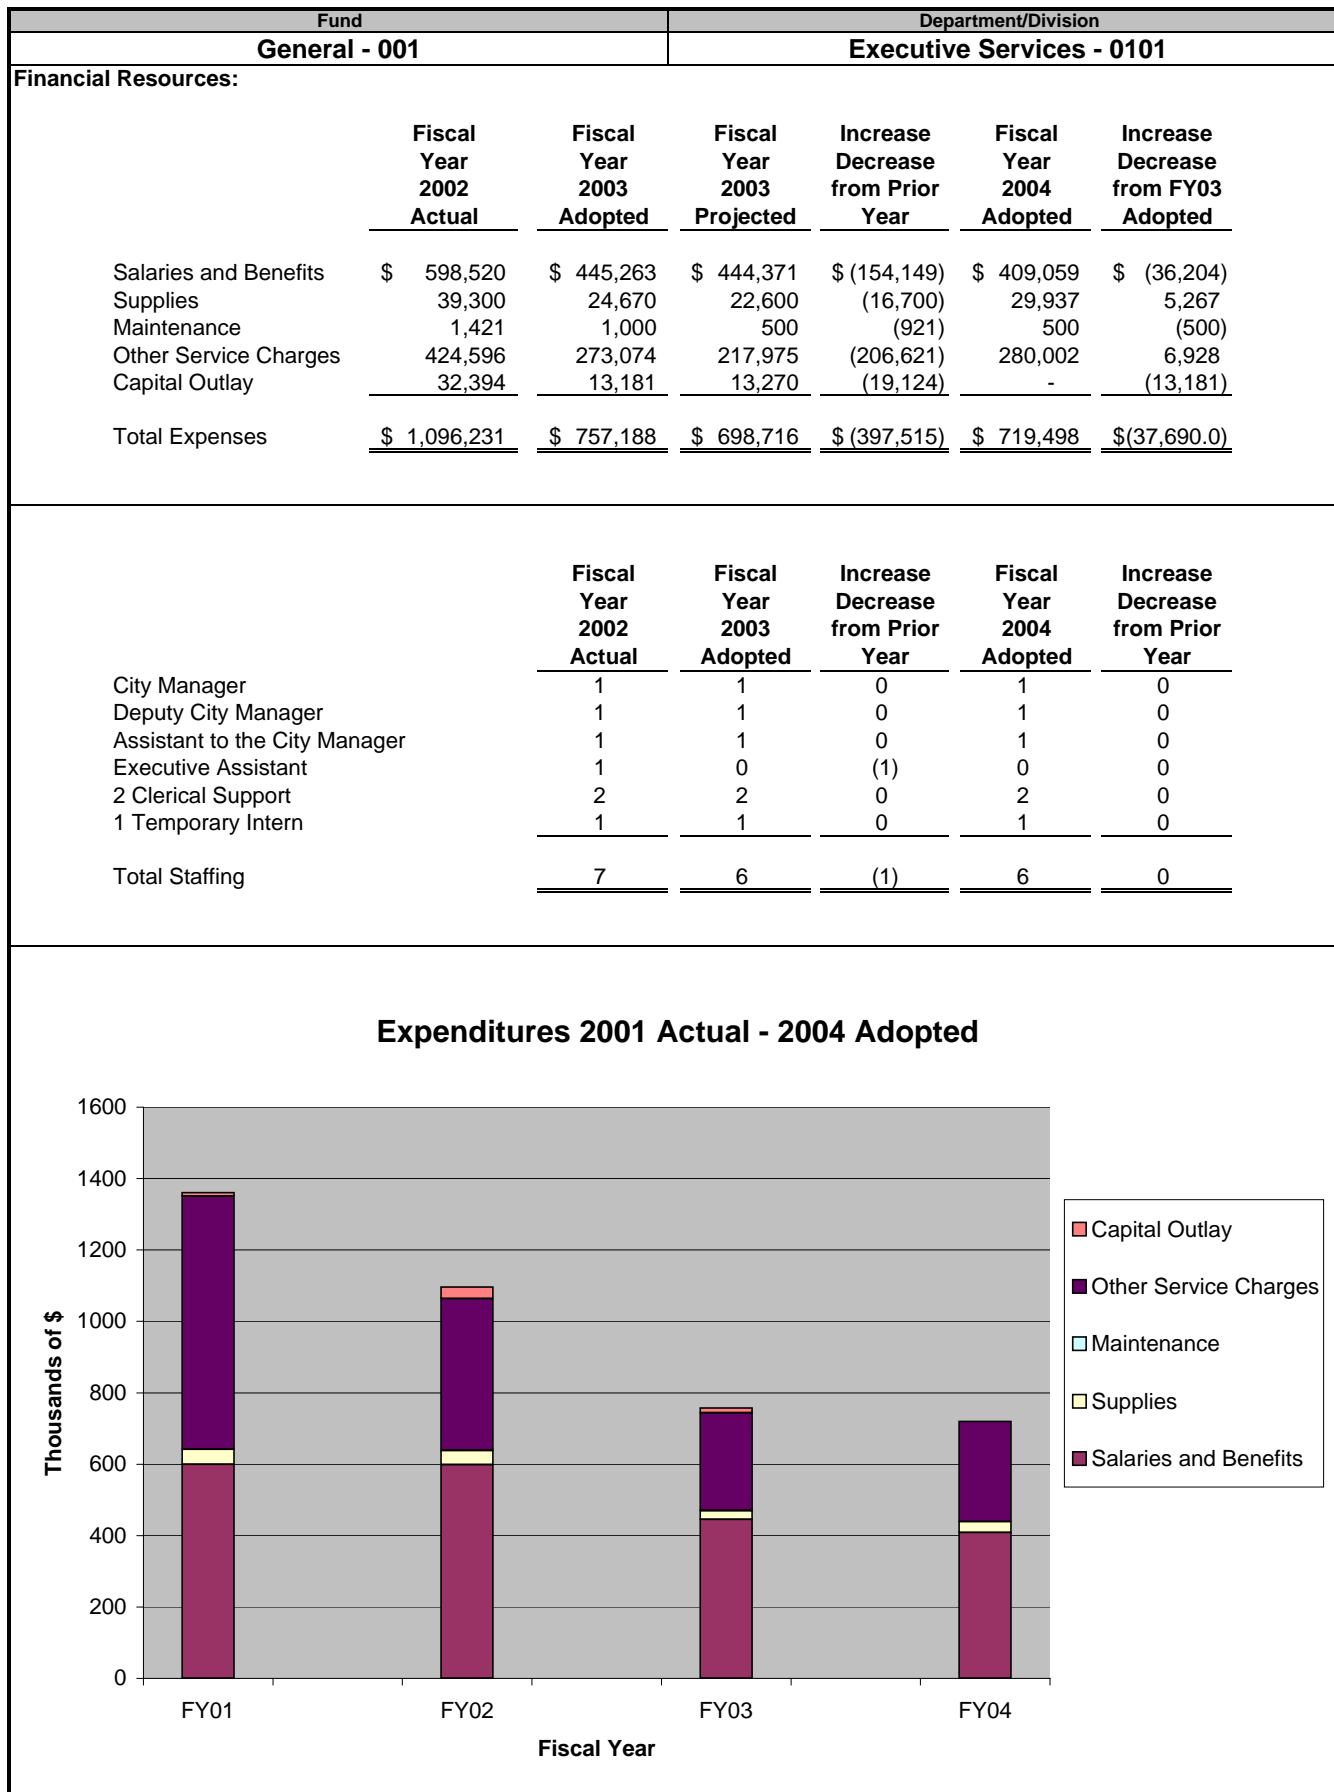 Fund Department/Division
General - 001 Executive Services - 0101
Financial Resources:
Fiscal Fiscal Fiscal Increase Fiscal Increase
Year Year Year Decrease Year Decrease
2002 2003 2003 from Prior 2004 from FY03
Actual Adopted Projected Year Adopted Adopted
Salaries and Benefits $ 598,520 $ 445,263 $ 444,371 $ (154,149) $ 409,059 $ (36,204)
Supplies 39,300 24,670 22,600 (16,700) 29,937 5,267
Maintenance 1,421 1,000 500 (921) 500 (500)
Other Service Charges 424,596 273,074 217,975 (206,621) 280,002 6,928
Capital Outlay 32,394 13,181 13,270 (19,124) - (13,181)
Total Expenses $ 1,096,231 $ 757,188 $ 698,716 $ (397,515) $ 719,498 $(37,690.0)
Fiscal Fiscal Increase Fiscal Increase
Year Year Decrease Year Decrease
2002 2003 from Prior 2004 from Prior
Actual Adopted Year Adopted Year
City Manager 1 1 0 1 0
Deputy City Manager 1 1 0 1 0
Assistant to the City Manager 1 1 0 1 0
Executive Assistant 1 0 (1) 0 0
2 Clerical Support 2 2 0 2 0
1 Temporary Intern 1 1 0 1 0
Total Staffing 7 6 (1) 6 0
Expenditures 2001 Actual - 2004 Adopted
1600
1400
1200
1000
800
600
400
200
0
Thousands of $
FY01 FY02 FY03 FY04
Fiscal Year
Capital Outlay
Other Service Charges
Maintenance
Supplies
Salaries and Benefits